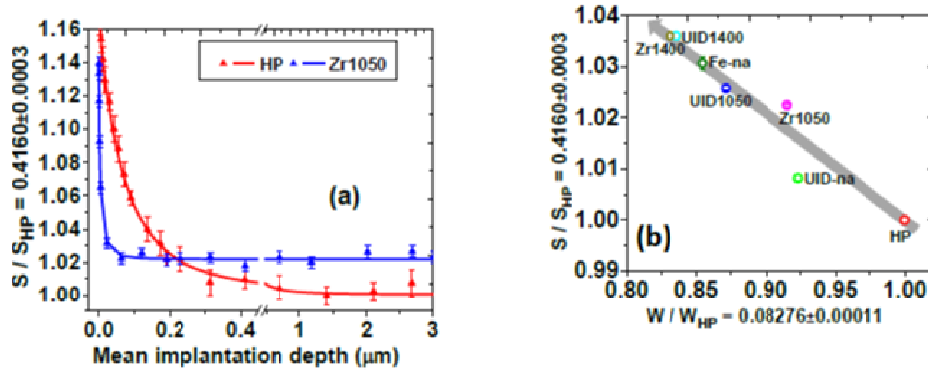 (a)
S / S_HP = 0.4160±0.0003
1.16
1.14
1.12
1.10
1.08
1.06
1.04
1.02
1.00
HP
Zr1050
(a)
0.0 0.2 0.4 1 2 3
Mean implantation depth (μm)
(b)
S / S_HP = 0.4160±0.0003
1.04
1.03
1.02
1.01
1.00
0.99
UID1400
Zr1400
Fe-na
UID1050
Zr1050
UID-na
HP
(b)
0.80 0.85 0.90 0.95 1.00
W / W_HP = 0.08276±0.00011